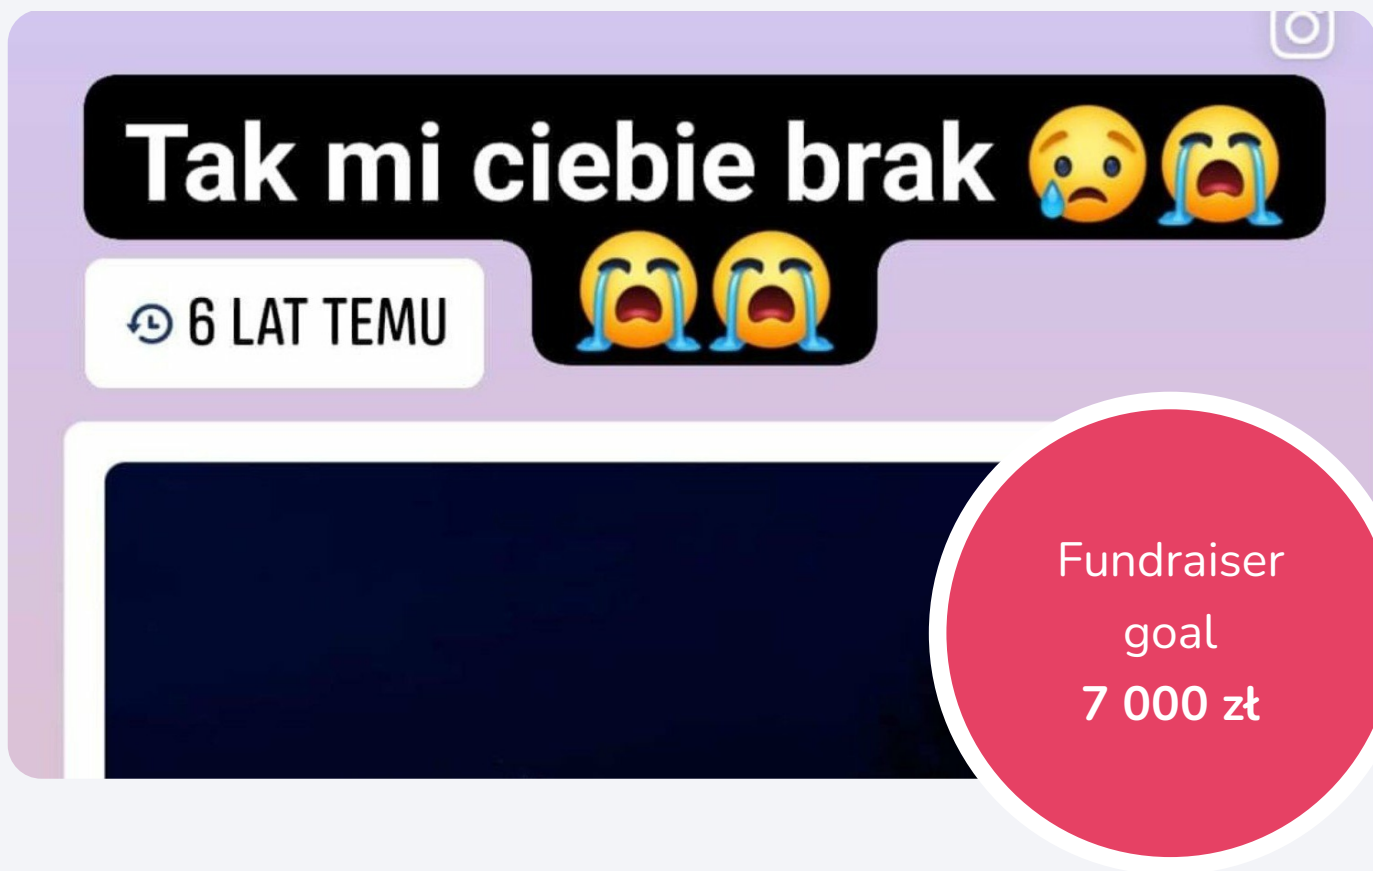 Tak mi ciebie brak 😢😭
😭😭
6 LAT TEMU
Fundraiser
goal
7 000 zł